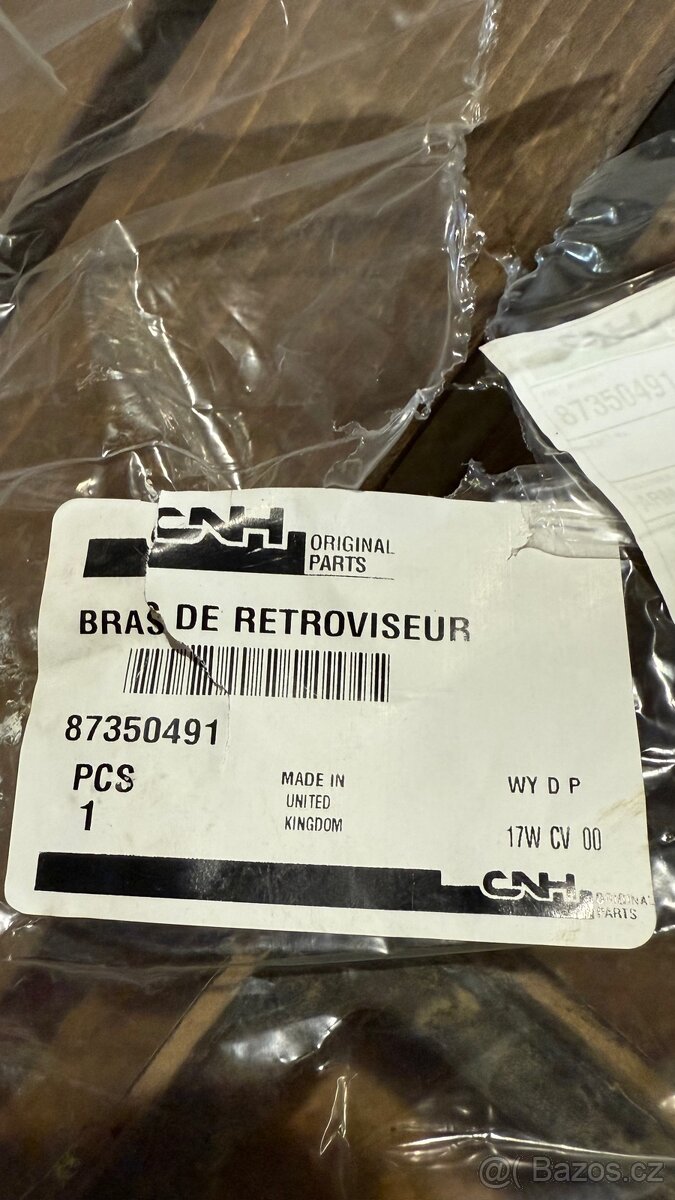 CNH
ORIGINAL
PARTS
BRAS DE RETROVISEUR
87350491
PCS
1
MADE IN
UNITED
KINGDOM
WY D P
17W CV 00
CNH
ORIGINAL
PARTS
87350491
@( Bazos.cz